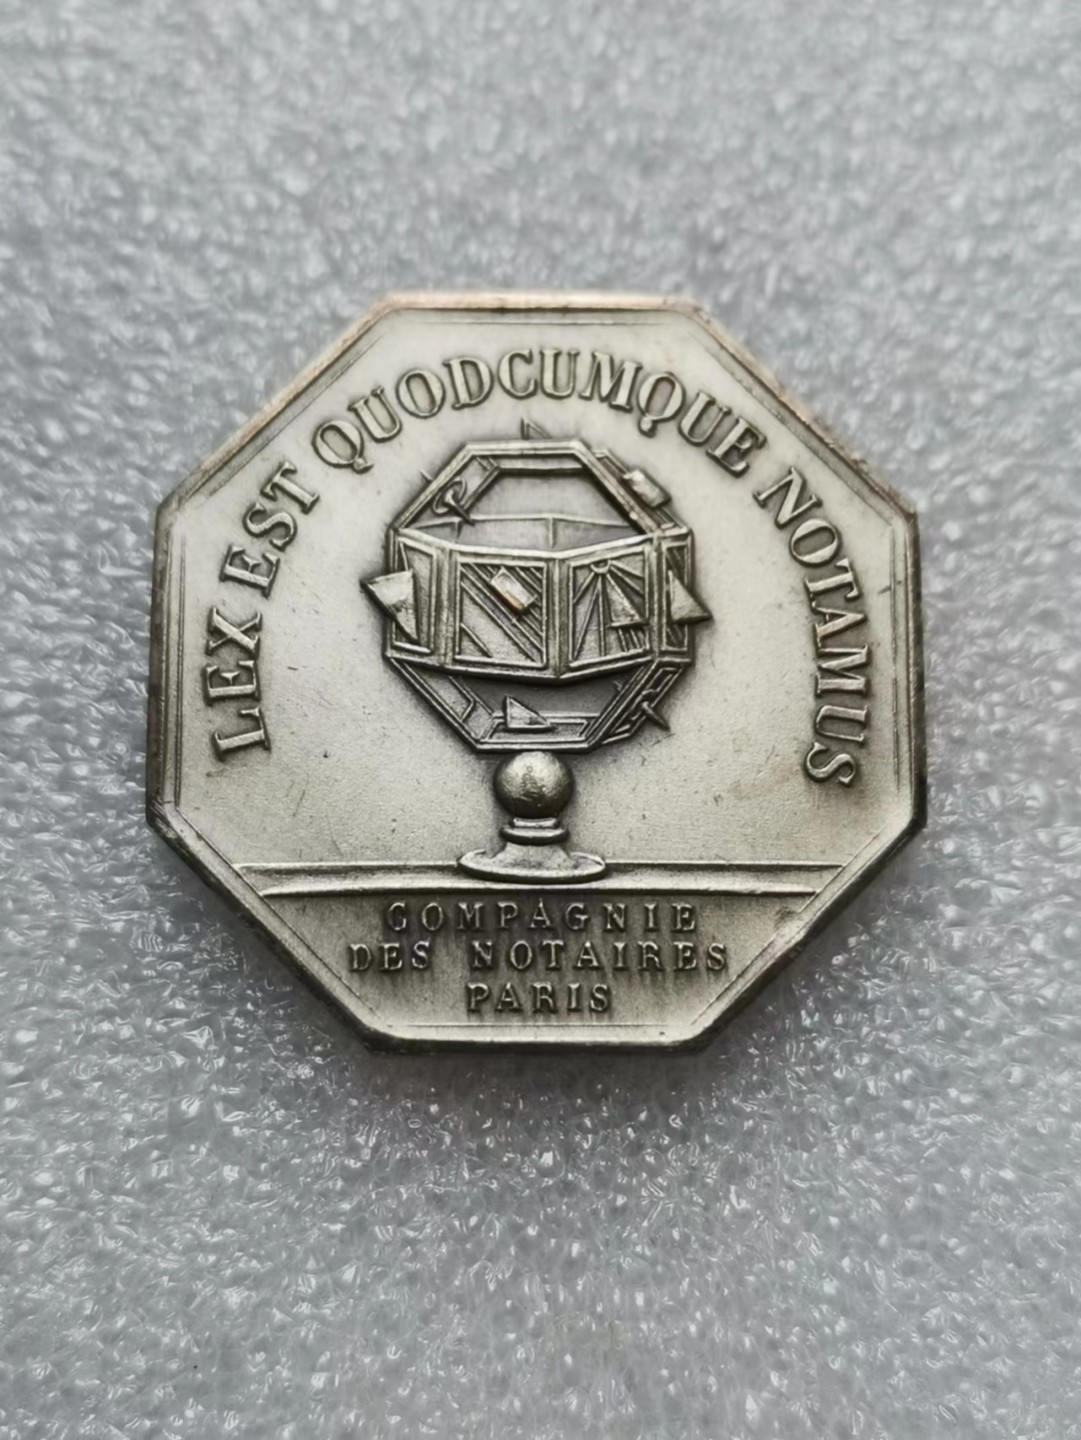 LEX EST QUODCUMQUE NOTAMUS
COMPAGNIE
DES NOTAIRES
PARIS